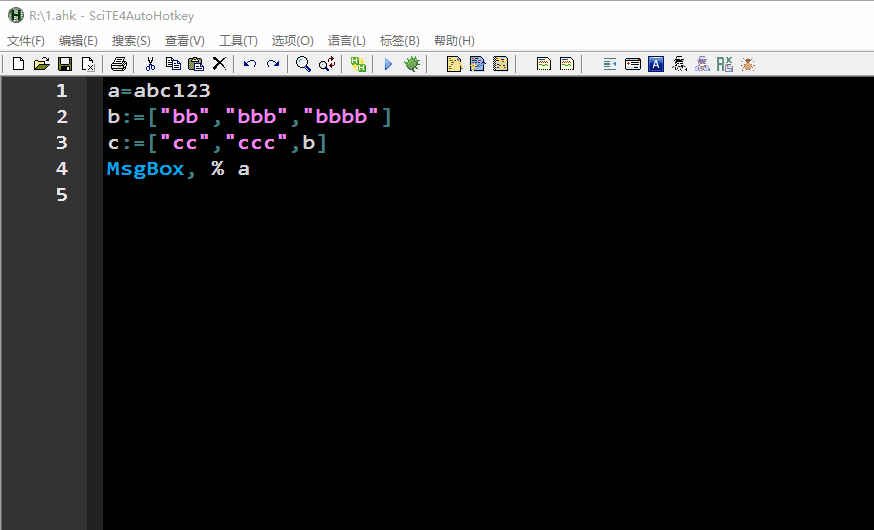 R:\1.ahk - SciTE4AutoHotkey
文件(F) 编辑(E) 搜索(S) 查看(V) 工具(T) 选项(O) 语言(L) 标签(B) 帮助(H)
1 a=abc123
2 b:=["bb","bbb","bbbb"]
3 c:=["cc","ccc",b]
4 MsgBox, % a
5